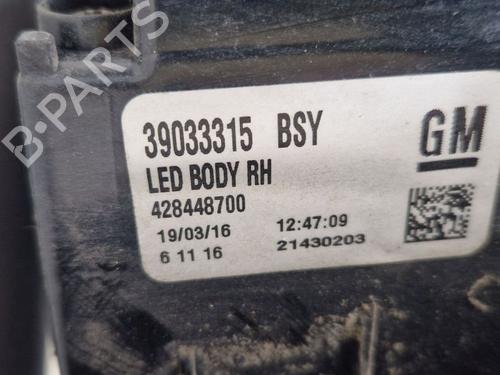 39033315 BSY
GM
LED BODY RH
428448700
19/03/16 12:47:09
6 11 16 21430203
B-PARTS